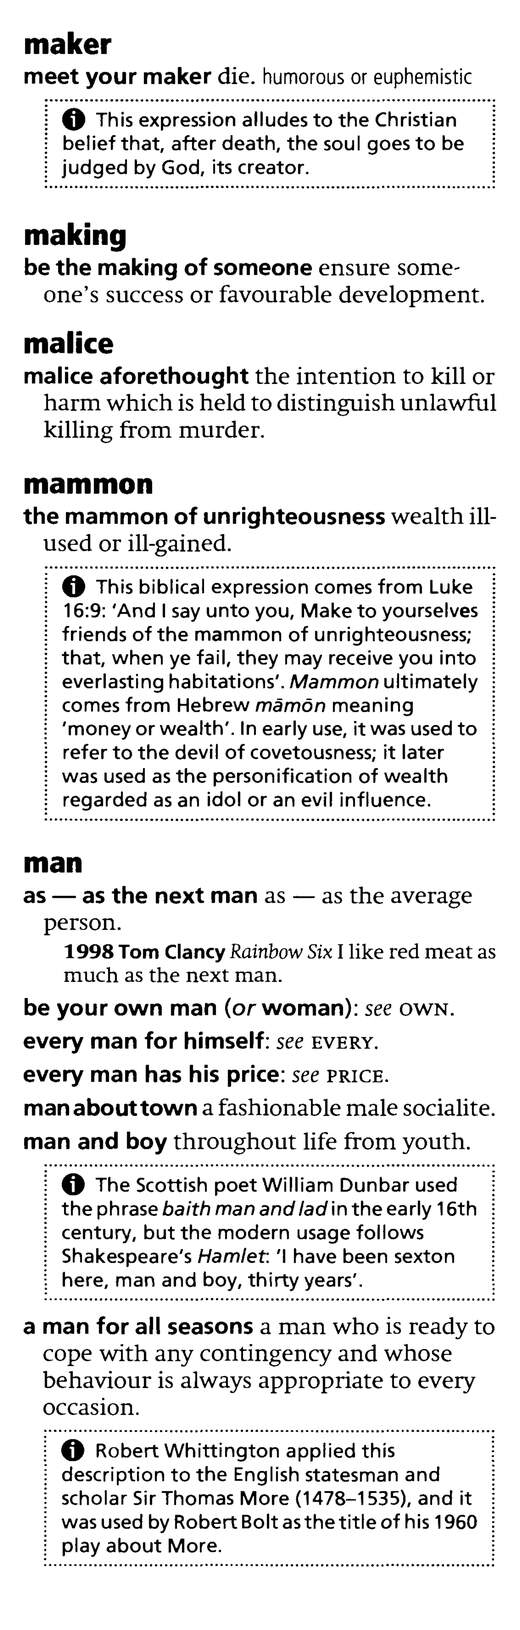 maker
meet your maker die. humorous or euphemistic
This expression alludes to the Christian
belief that, after death, the soul goes to be
judged by God, its creator.
making
be the making of someone ensure some-
one's success or favourable development.
malice
malice aforethought the intention to kill or
harm which is held to distinguish unlawful
killing from murder.
mammon
the mammon of unrighteousness wealth ill-
used or ill-gained.
This biblical expression comes from Luke
16:9: 'And I say unto you, Make to yourselves
friends of the mammon of unrighteousness;
that, when ye fail, they may receive you into
everlasting habitations'. Mammon ultimately
comes from Hebrew māmōn meaning
'money or wealth'. In early use, it was used to
refer to the devil of covetousness; it later
was used as the personification of wealth
regarded as an idol or an evil influence.
man
as — as the next man as — as the average
person.
1998 Tom Clancy Rainbow Six I like red meat as
much as the next man.
be your own man (or woman): see OWN.
every man for himself: see EVERY.
every man has his price: see PRICE.
man about town a fashionable male socialite.
man and boy throughout life from youth.
The Scottish poet William Dunbar used
the phrase baith man and lad in the early 16th
century, but the modern usage follows
Shakespeare's Hamlet: 'I have been sexton
here, man and boy, thirty years'.
a man for all seasons a man who is ready to
cope with any contingency and whose
behaviour is always appropriate to every
occasion.
Robert Whittington applied this
description to the English statesman and
scholar Sir Thomas More (1478–1535), and it
was used by Robert Bolt as the title of his 1960
play about More.